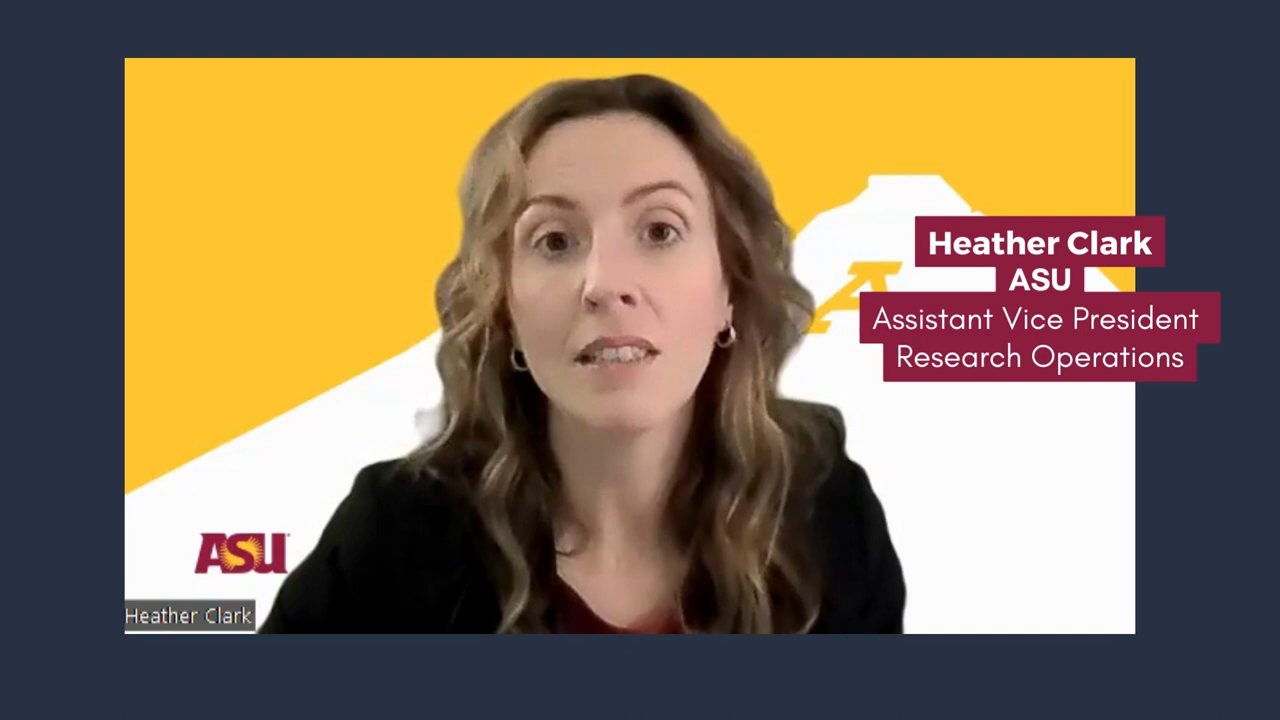 Heather Clark
ASU
Assistant Vice President
Research Operations
A
ASU
Heather Clark